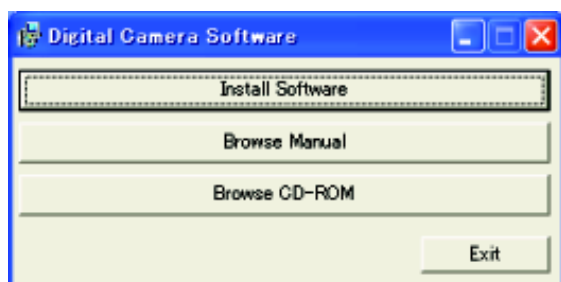 Digital Camera Software
Install Software
Browse Manual
Browse CD-ROM
Exit